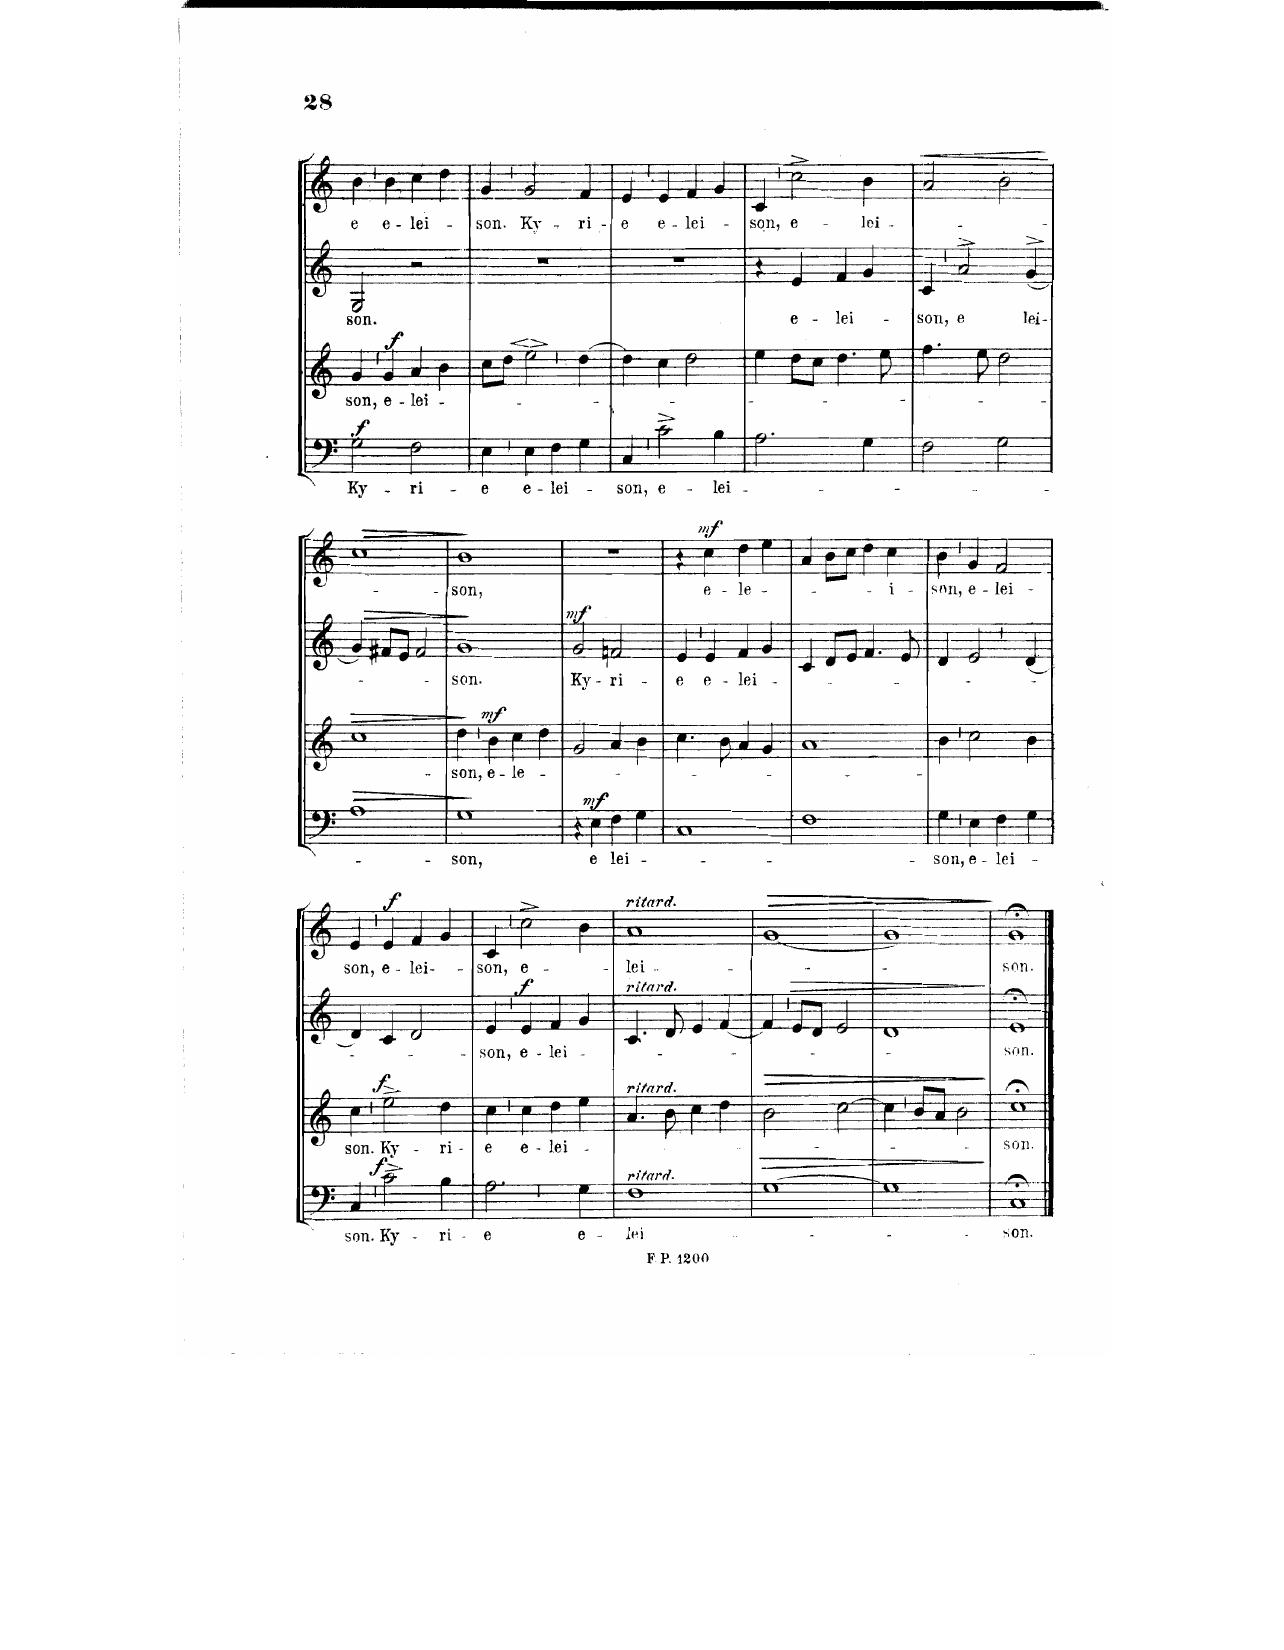 28
e e - lei - son. Ky - ri - e e - lei - son, e - lei -
son. e - lei - son, e lei -
f
son, e - lei -
f
Ky - ri - e e - lei - son, e - lei -
mf
son, e - le - i - son, e - lei -
mf
son. Ky - ri - e e - lei -
mf
son, e - le -
mf
son, e lei - son, e - lei -
f ritard.
son, e - lei - son, e - lei - son.
f ritard.
son, e - lei - son.
f ritard.
son. Ky - ri - e e - lei - son.
f ritard.
son. Ky - ri - e e - lei - son.
F. P. 1200